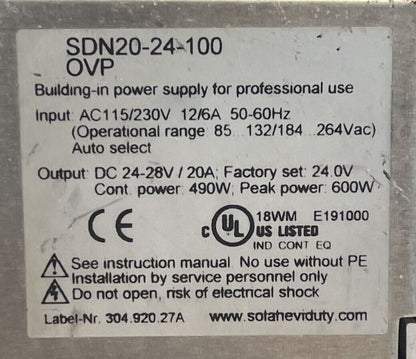 SDN20-24-100
OVP
Building-in power supply for professional use
Input: AC115/230V 12/6A 50-60Hz
(Operational range: 85...132/184...264Vac)
Auto select
Output: DC 24-28V / 20A; Factory set: 24.0V
Cont. power: 490W; Peak power: 600W
CE
C UL US LISTED 18WM E191000
IND CONT EQ
See instruction manual. No use without PE
Installation by service personnel only
Do not open, risk of electrical shock
Label-Nr. 304.920.27A www.solaheviduty.com